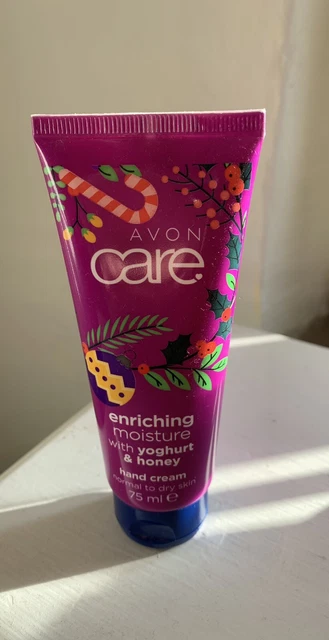 AVON
care
enriching
moisture
with yoghurt
& honey
hand cream
normal to dry skin
75 ml ℮